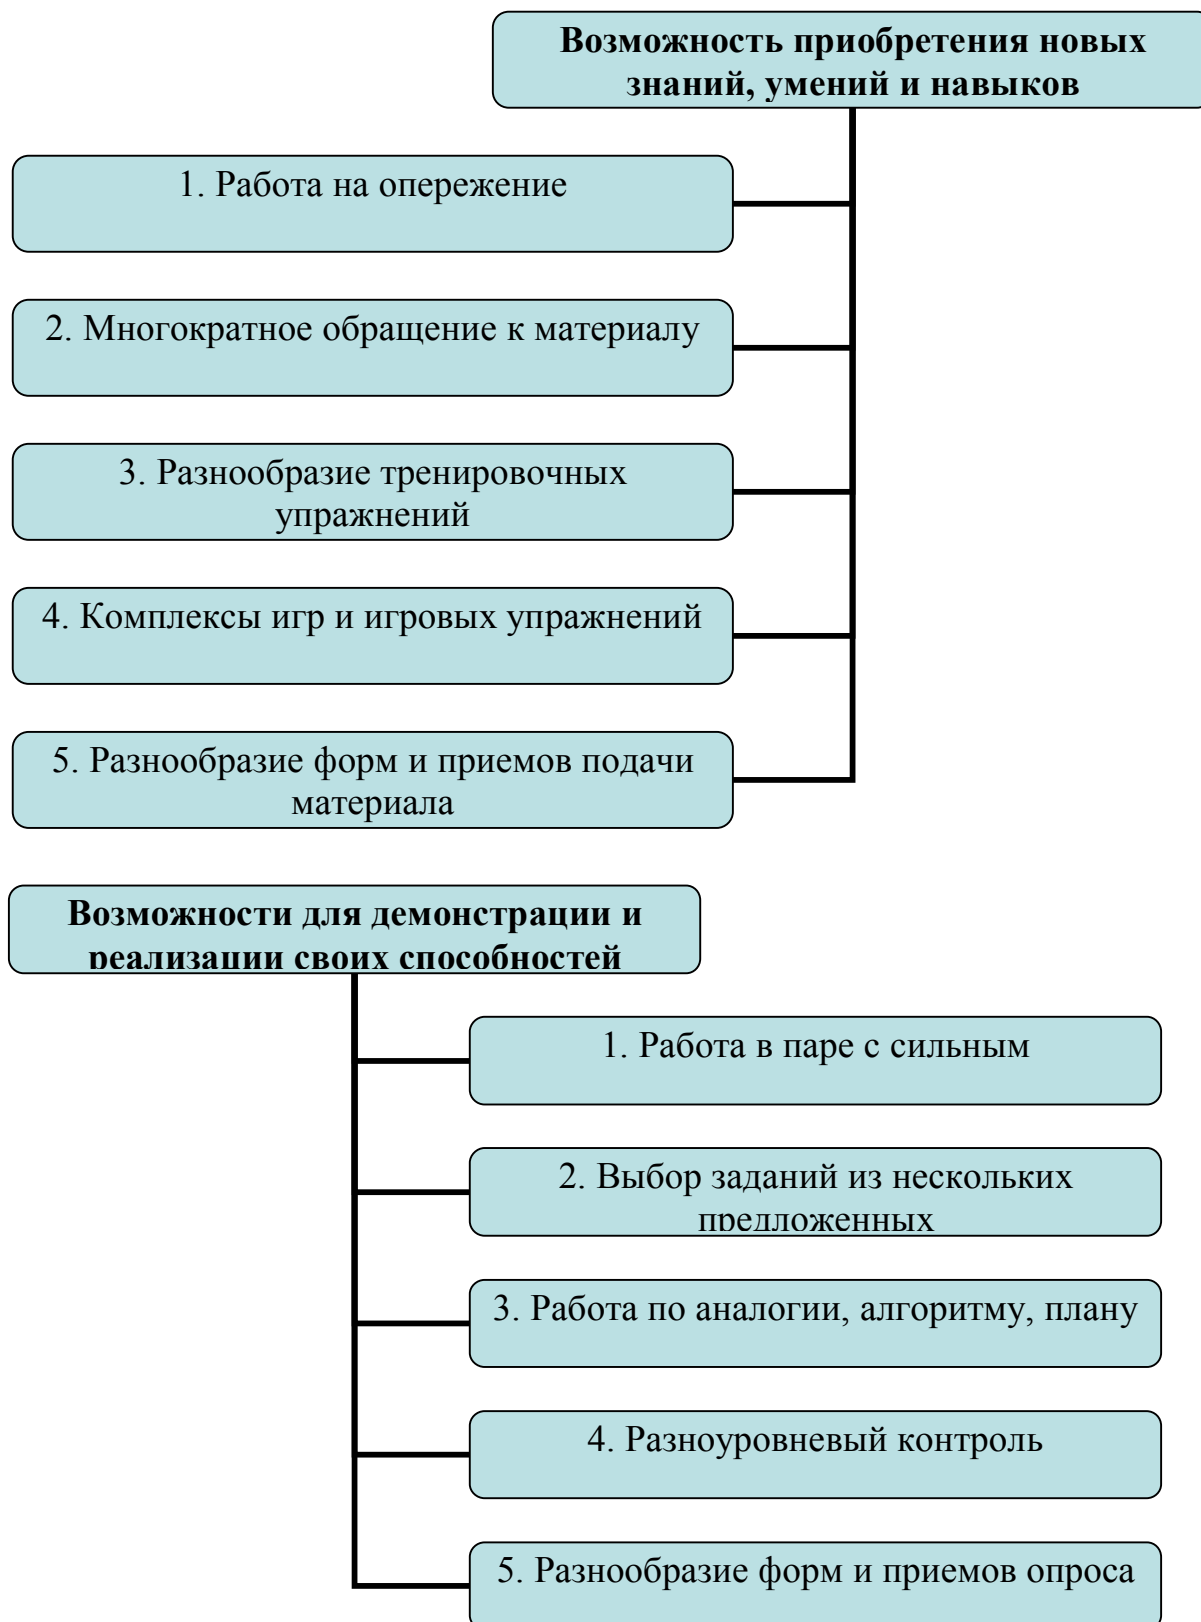 Возможность приобретения новых
знаний, умений и навыков
1. Работа на опережение
2. Многократное обращение к материалу
3. Разнообразие тренировочных
упражнений
4. Комплексы игр и игровых упражнений
5. Разнообразие форм и приемов подачи
материала
Возможности для демонстрации и
реализации своих способностей
1. Работа в паре с сильным
2. Выбор заданий из нескольких
предложенных
3. Работа по аналогии, алгоритму, плану
4. Разноуровневый контроль
5. Разнообразие форм и приемов опроса